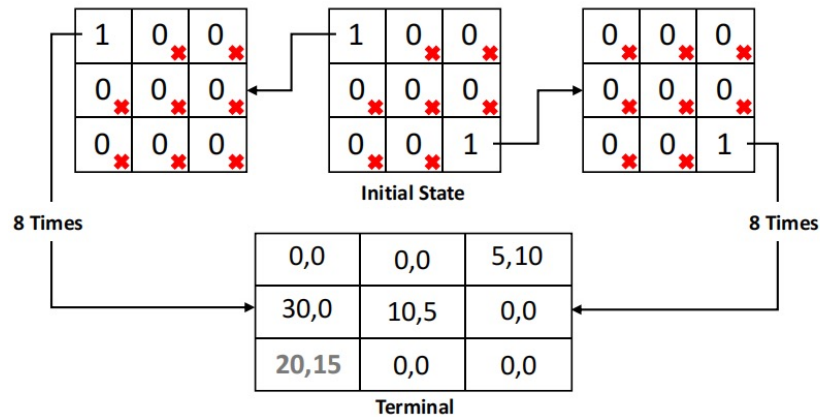 1 0 0 1 0 0 0 0 0
0 0 0 0 0 0 0 0 0
0 0 0 0 0 1 0 0 1
Initial State
8 Times 8 Times
0,0 0,0 5,10
30,0 10,5 0,0
20,15 0,0 0,0
Terminal